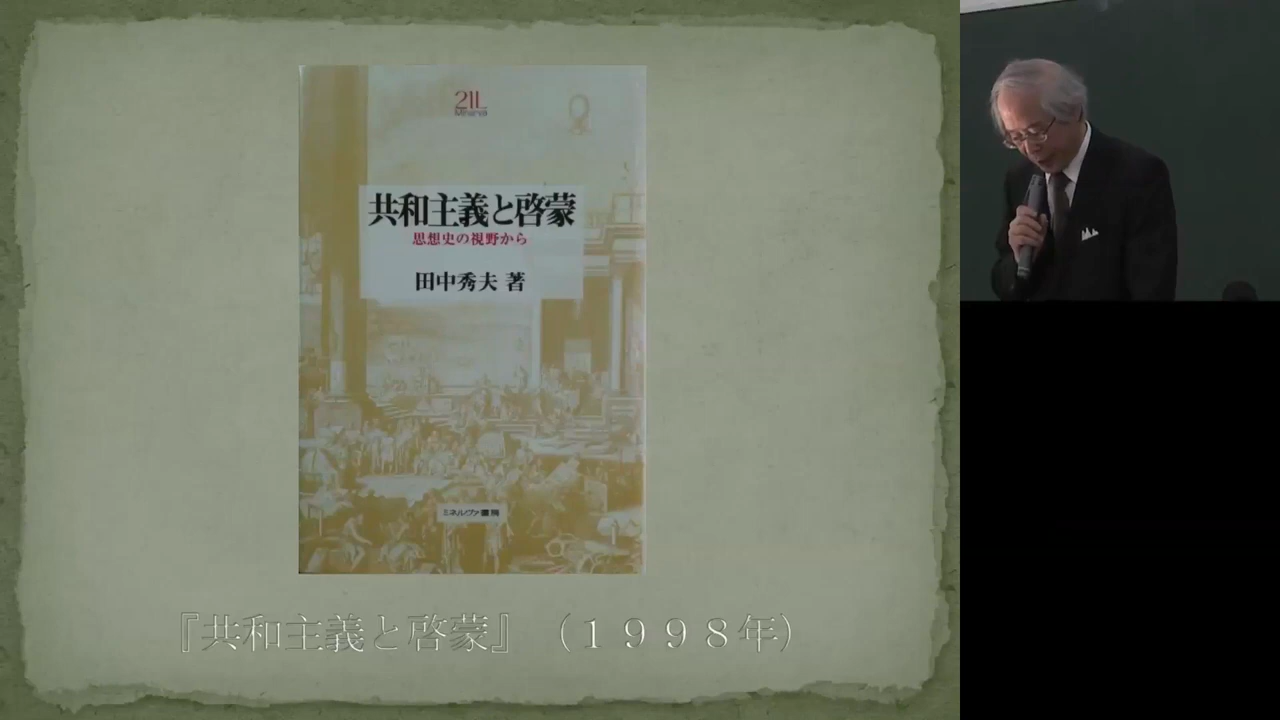 21L
Minerva
共和主義と啓蒙
思想史の視野から
田中秀夫 著
ミネルヴァ書房
『共和主義と啓蒙』（１９９８年）